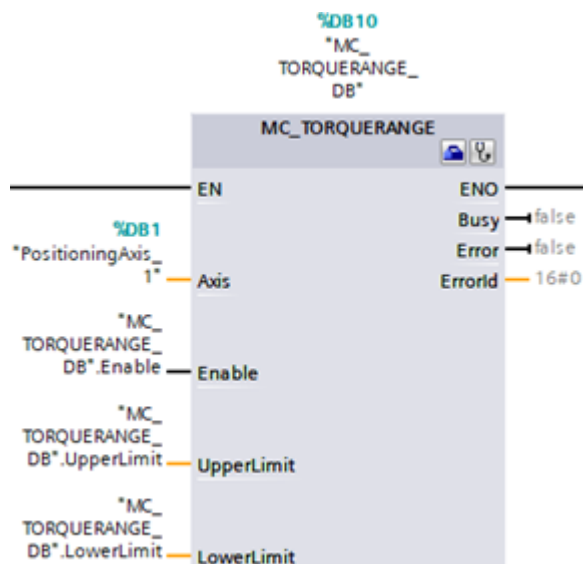 %DB10
"MC_
TORQUERANGE_
DB"
MC_TORQUERANGE
EN
ENO
Busy
false
%DB1
Error
false
"PositioningAxis_
1"
Axis
ErrorId
16#0
"MC_
TORQUERANGE_
DB".Enable
Enable
"MC_
TORQUERANGE_
DB".UpperLimit
UpperLimit
"MC_
TORQUERANGE_
DB".LowerLimit
LowerLimit